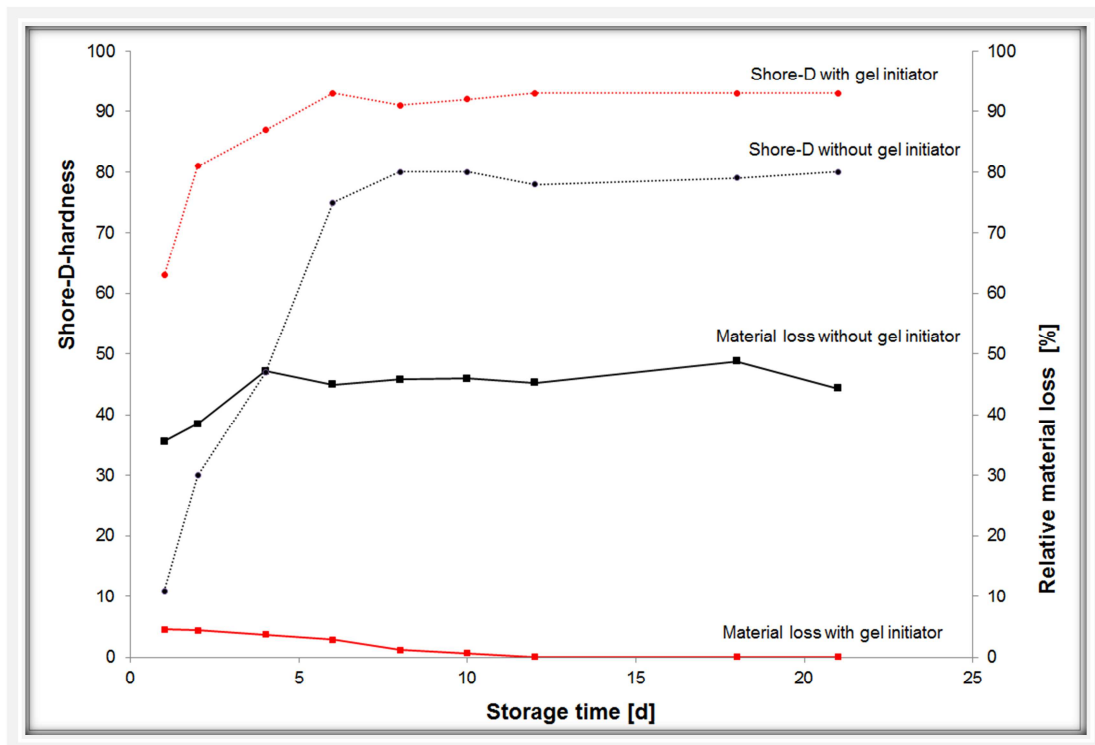 100
90
80
70
60
50
40
30
20
10
0
Shore-D-hardness
Shore-D with gel initiator
Shore-D without gel initiator
Material loss without gel initiator
Material loss with gel initiator
100
90
80
70
60
50
40
30
20
10
0
Relative material loss [%]
0 5 10 15 20 25
Storage time [d]